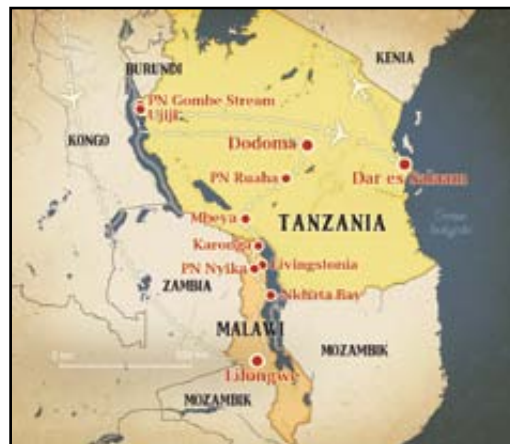 KENIA
BURUNDI
PN Gombe Stream
Ujiji
KONGO
Dodoma
Dar es Salaam
PN Ruaha
Mbeya
TANZANIA
Karonga
Livingstonia
PN Nyika
ZAMBIA
Nkhata Bay
MALAWI
MOZAMBIK
Lilongwe
MOZAMBIK